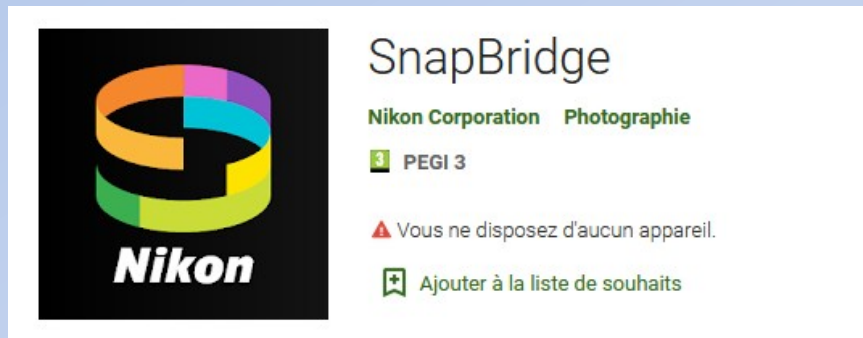 SnapBridge
Nikon Corporation Photographie
3 PEGI 3
Vous ne disposez d'aucun appareil.
Ajouter à la liste de souhaits
Nikon